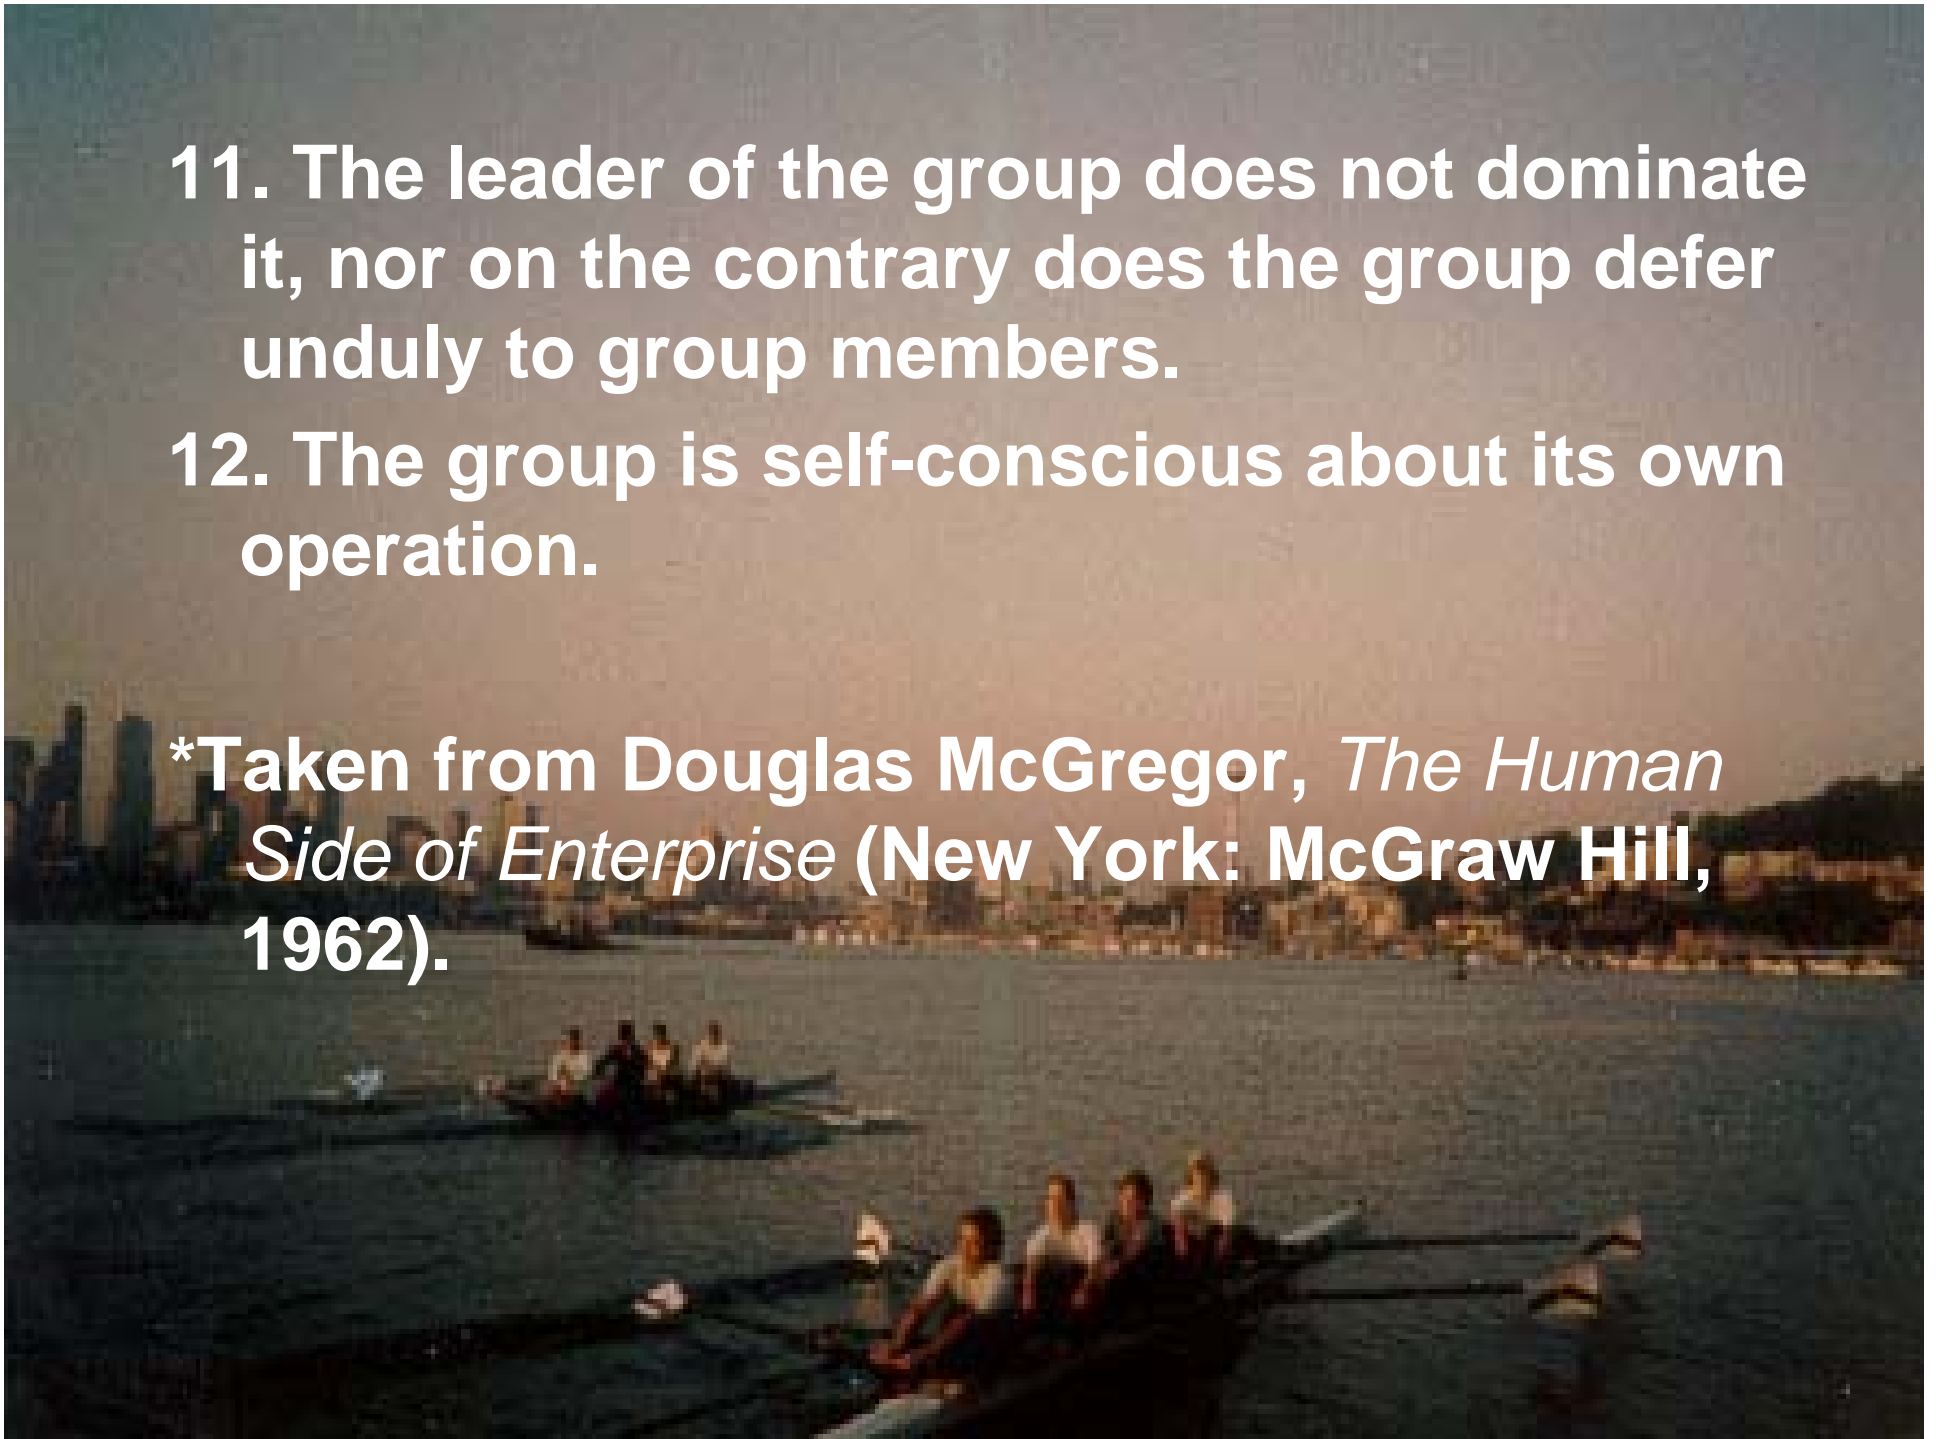 11. The leader of the group does not dominate
it, nor on the contrary does the group defer
unduly to group members.
12. The group is self-conscious about its own
operation.
*Taken from Douglas McGregor, The Human
Side of Enterprise (New York: McGraw Hill,
1962).